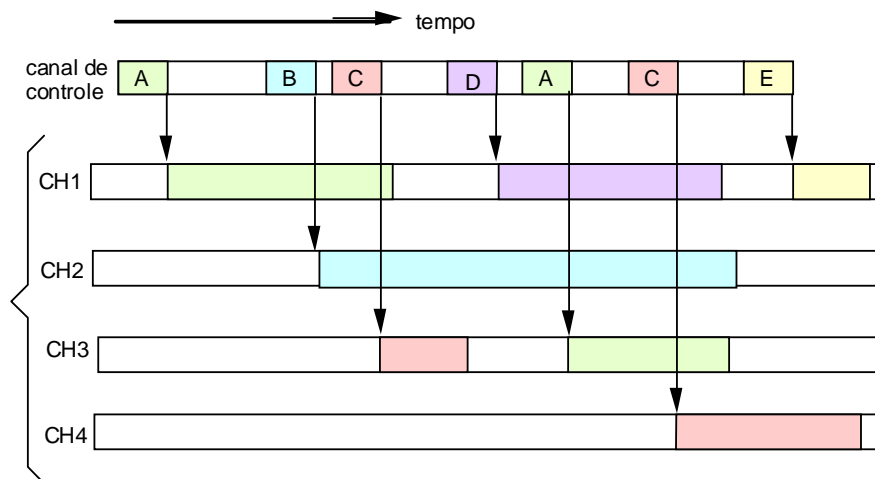 tempo
canal de
controle
A B C D A C E
CH1
CH2
CH3
CH4